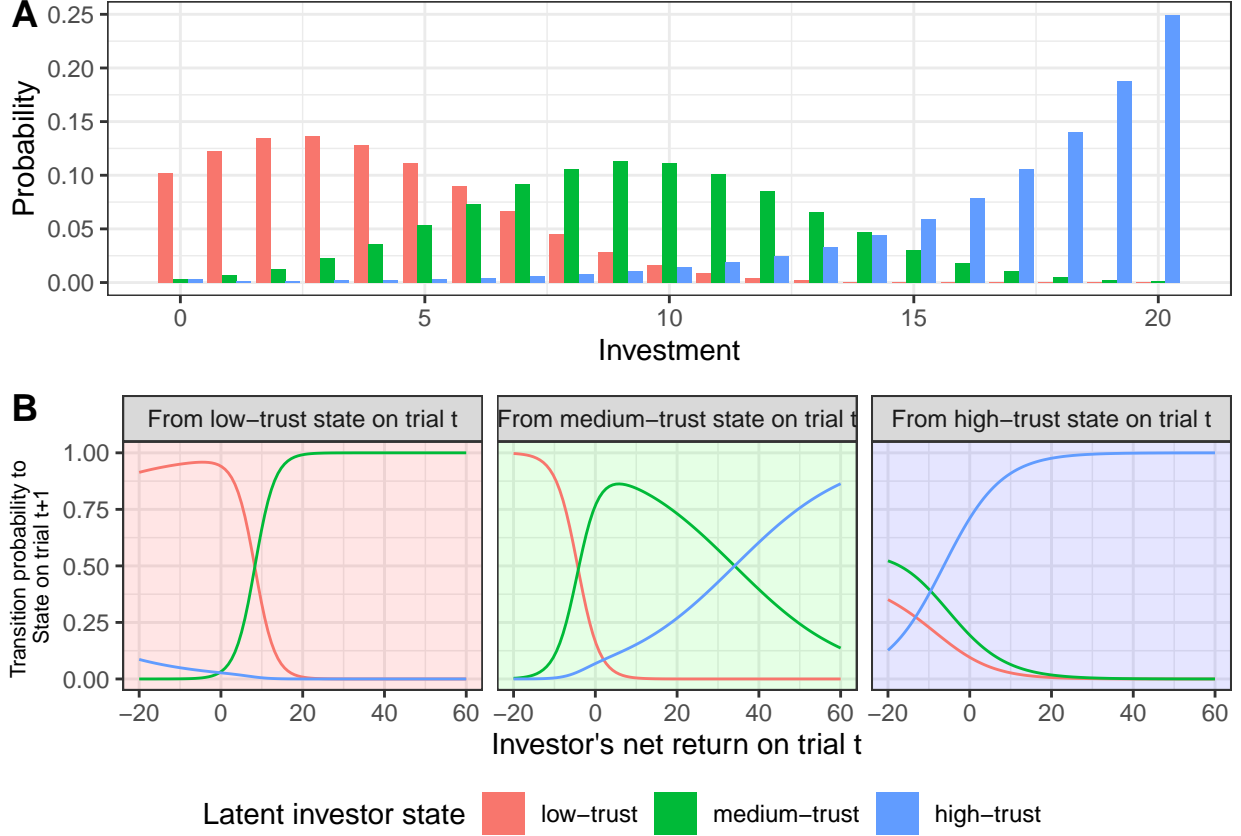 A
0.25
0.20
0.15
0.10
0.05
0.00
Probability
0 5 10 15 20
Investment
B
From low−trust state on trial t From medium−trust state on trial t From high−trust state on trial t
1.00
0.75
0.50
0.25
0.00
Transition probability to
State on trial t+1
−20 0 20 40 60 −20 0 20 40 60 −20 0 20 40 60
Investor's net return on trial t
Latent investor state low−trust medium−trust high−trust